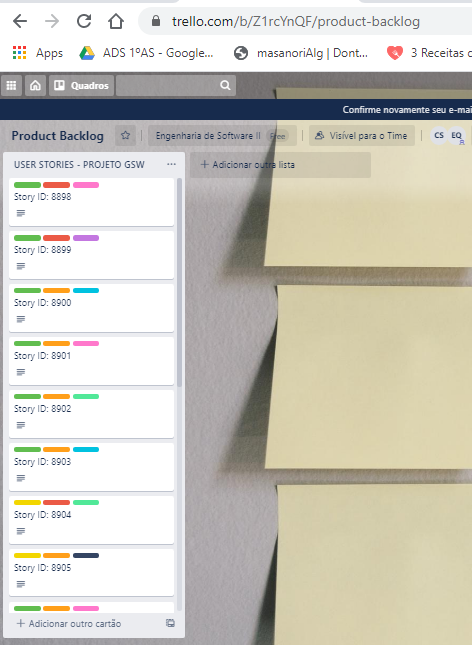 trello.com/b/Z1rcYnQF/product-backlog
Apps ADS 1ºAS - Google... masanoriAlg | Dont... 3 Receitas d
Quadros
Confirme novamente seu e-mai
Product Backlog Engenharia de Software II Free Visível para o Time CS EQ
USER STORIES - PROJETO GSW ... + Adicionar outra lista
Story ID: 8898
Story ID: 8899
Story ID: 8900
Story ID: 8901
Story ID: 8902
Story ID: 8903
Story ID: 8904
Story ID: 8905
+ Adicionar outro cartão